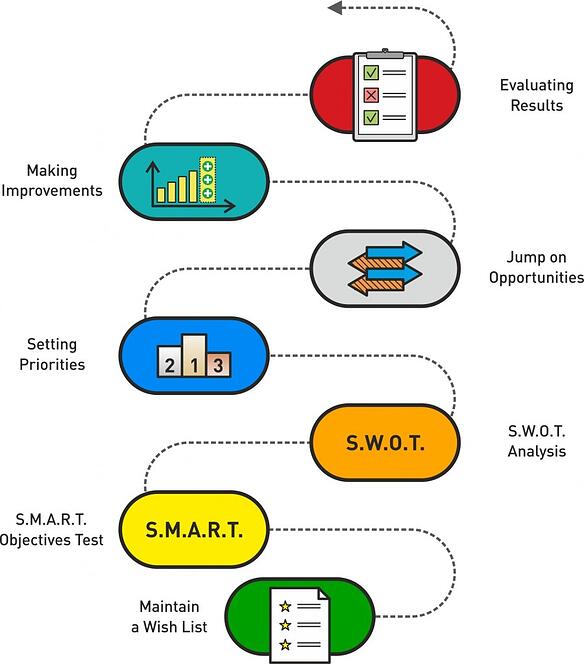 Evaluating
Results
Making
Improvements
Jump on
Opportunities
Setting
Priorities
2 1 3
S.W.O.T.
S.W.O.T.
Analysis
S.M.A.R.T.
Objectives Test
S.M.A.R.T.
Maintain
a Wish List